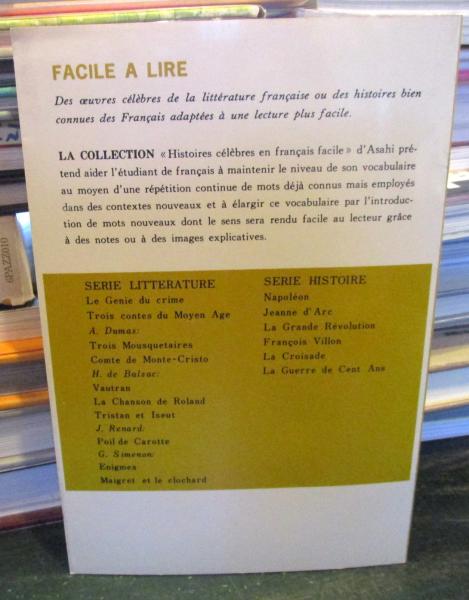 FACILE A LIRE
Des œuvres célèbres de la littérature française ou des histoires bien
connues des Français adaptées à une lecture plus facile.
LA COLLECTION «Histoires célèbres en français facile» d'Asahi pré-
tend aider l'étudiant de français à maintenir le niveau de son vocabulaire
au moyen d'une répétition continue de mots déjà connus mais employés
dans des contextes nouveaux et à élargir ce vocabulaire par l'introduc-
tion de mots nouveaux dont le sens sera rendu facile au lecteur grâce
à des notes ou à des images explicatives.
SERIE LITTERATURE
Le Genie du crime
Trois contes du Moyen Age
A. Dumas:
Trois Mousquetaires
Comte de Monte-Cristo
H. de Balzac:
Vautran
La Chanson de Roland
Tristan et Iseut
J. Renard:
Poil de Carotte
G. Simenon:
Enigmes
Maigret et le clochard
SERIE HISTOIRE
Napoléon
Jeanne d'Arc
La Grande Révolution
François Villon
La Croisade
La Guerre de Cent Ans